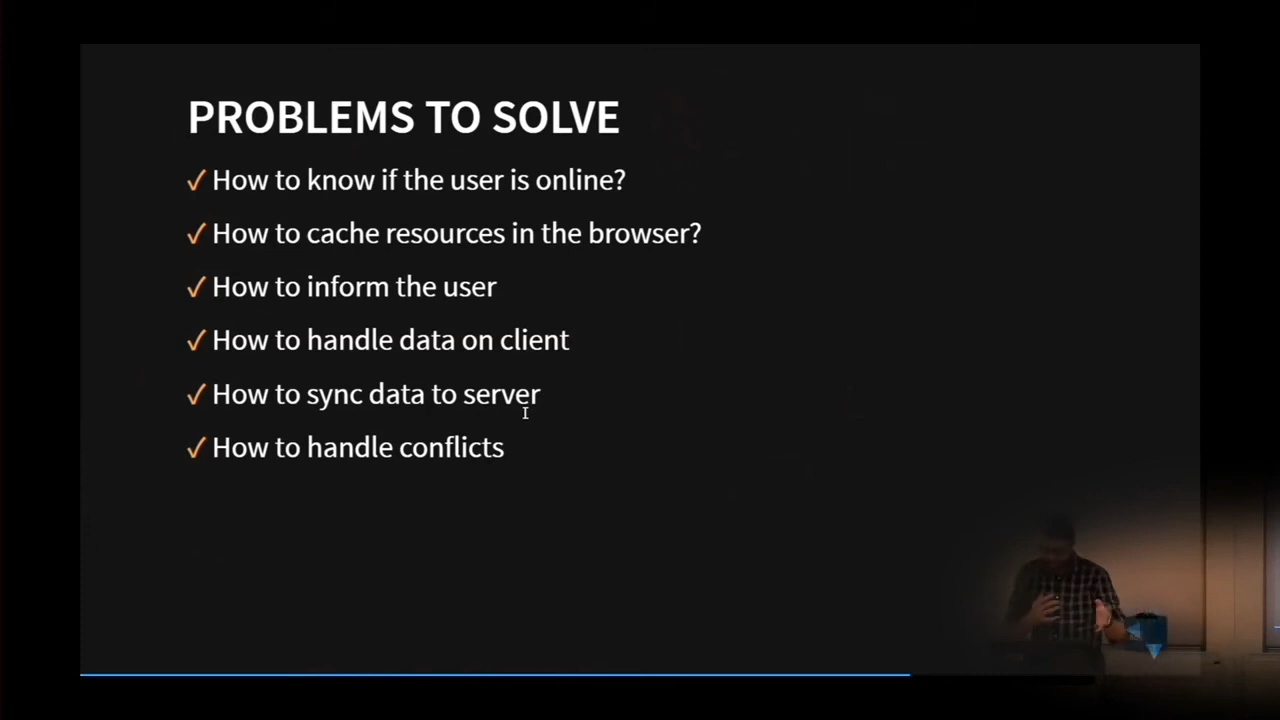 PROBLEMS TO SOLVE
✓ How to know if the user is online?
✓ How to cache resources in the browser?
✓ How to inform the user
✓ How to handle data on client
✓ How to sync data to server
✓ How to handle conflicts